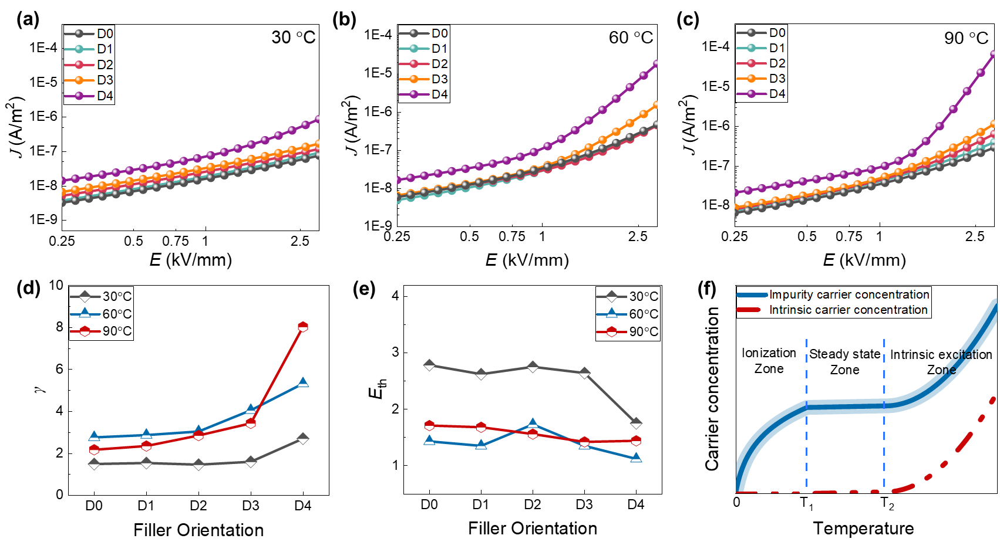 (a)
30 °C
D0
D1
D2
D3
D4
1E-4
1E-5
1E-6
1E-7
1E-8
1E-9
J (A/m²)
0.25 0.5 0.75 1 2.5
E (kV/mm)
(b)
60 °C
D0
D1
D2
D3
D4
1E-4
1E-5
1E-6
1E-7
1E-8
1E-9
J (A/m²)
0.25 0.5 0.75 1 2.5
E (kV/mm)
(c)
90 °C
D0
D1
D2
D3
D4
1E-4
1E-5
1E-6
1E-7
1E-8
J (A/m²)
0.25 0.5 0.75 1 2.5
E (kV/mm)
(d)
30°C
60°C
90°C
10
8
6
4
2
0
γ
D0 D1 D2 D3 D4
Filler Orientation
(e)
30°C
60°C
90°C
4
3
2
1
Eth
D0 D1 D2 D3 D4
Filler Orientation
(f)
Impurity carrier concentration
Intrinsic carrier concentration
Carrier concentration
Ionization
Zone
Steady state
Zone
Intrinsic excitation
Zone
0 T₁ T₂
Temperature